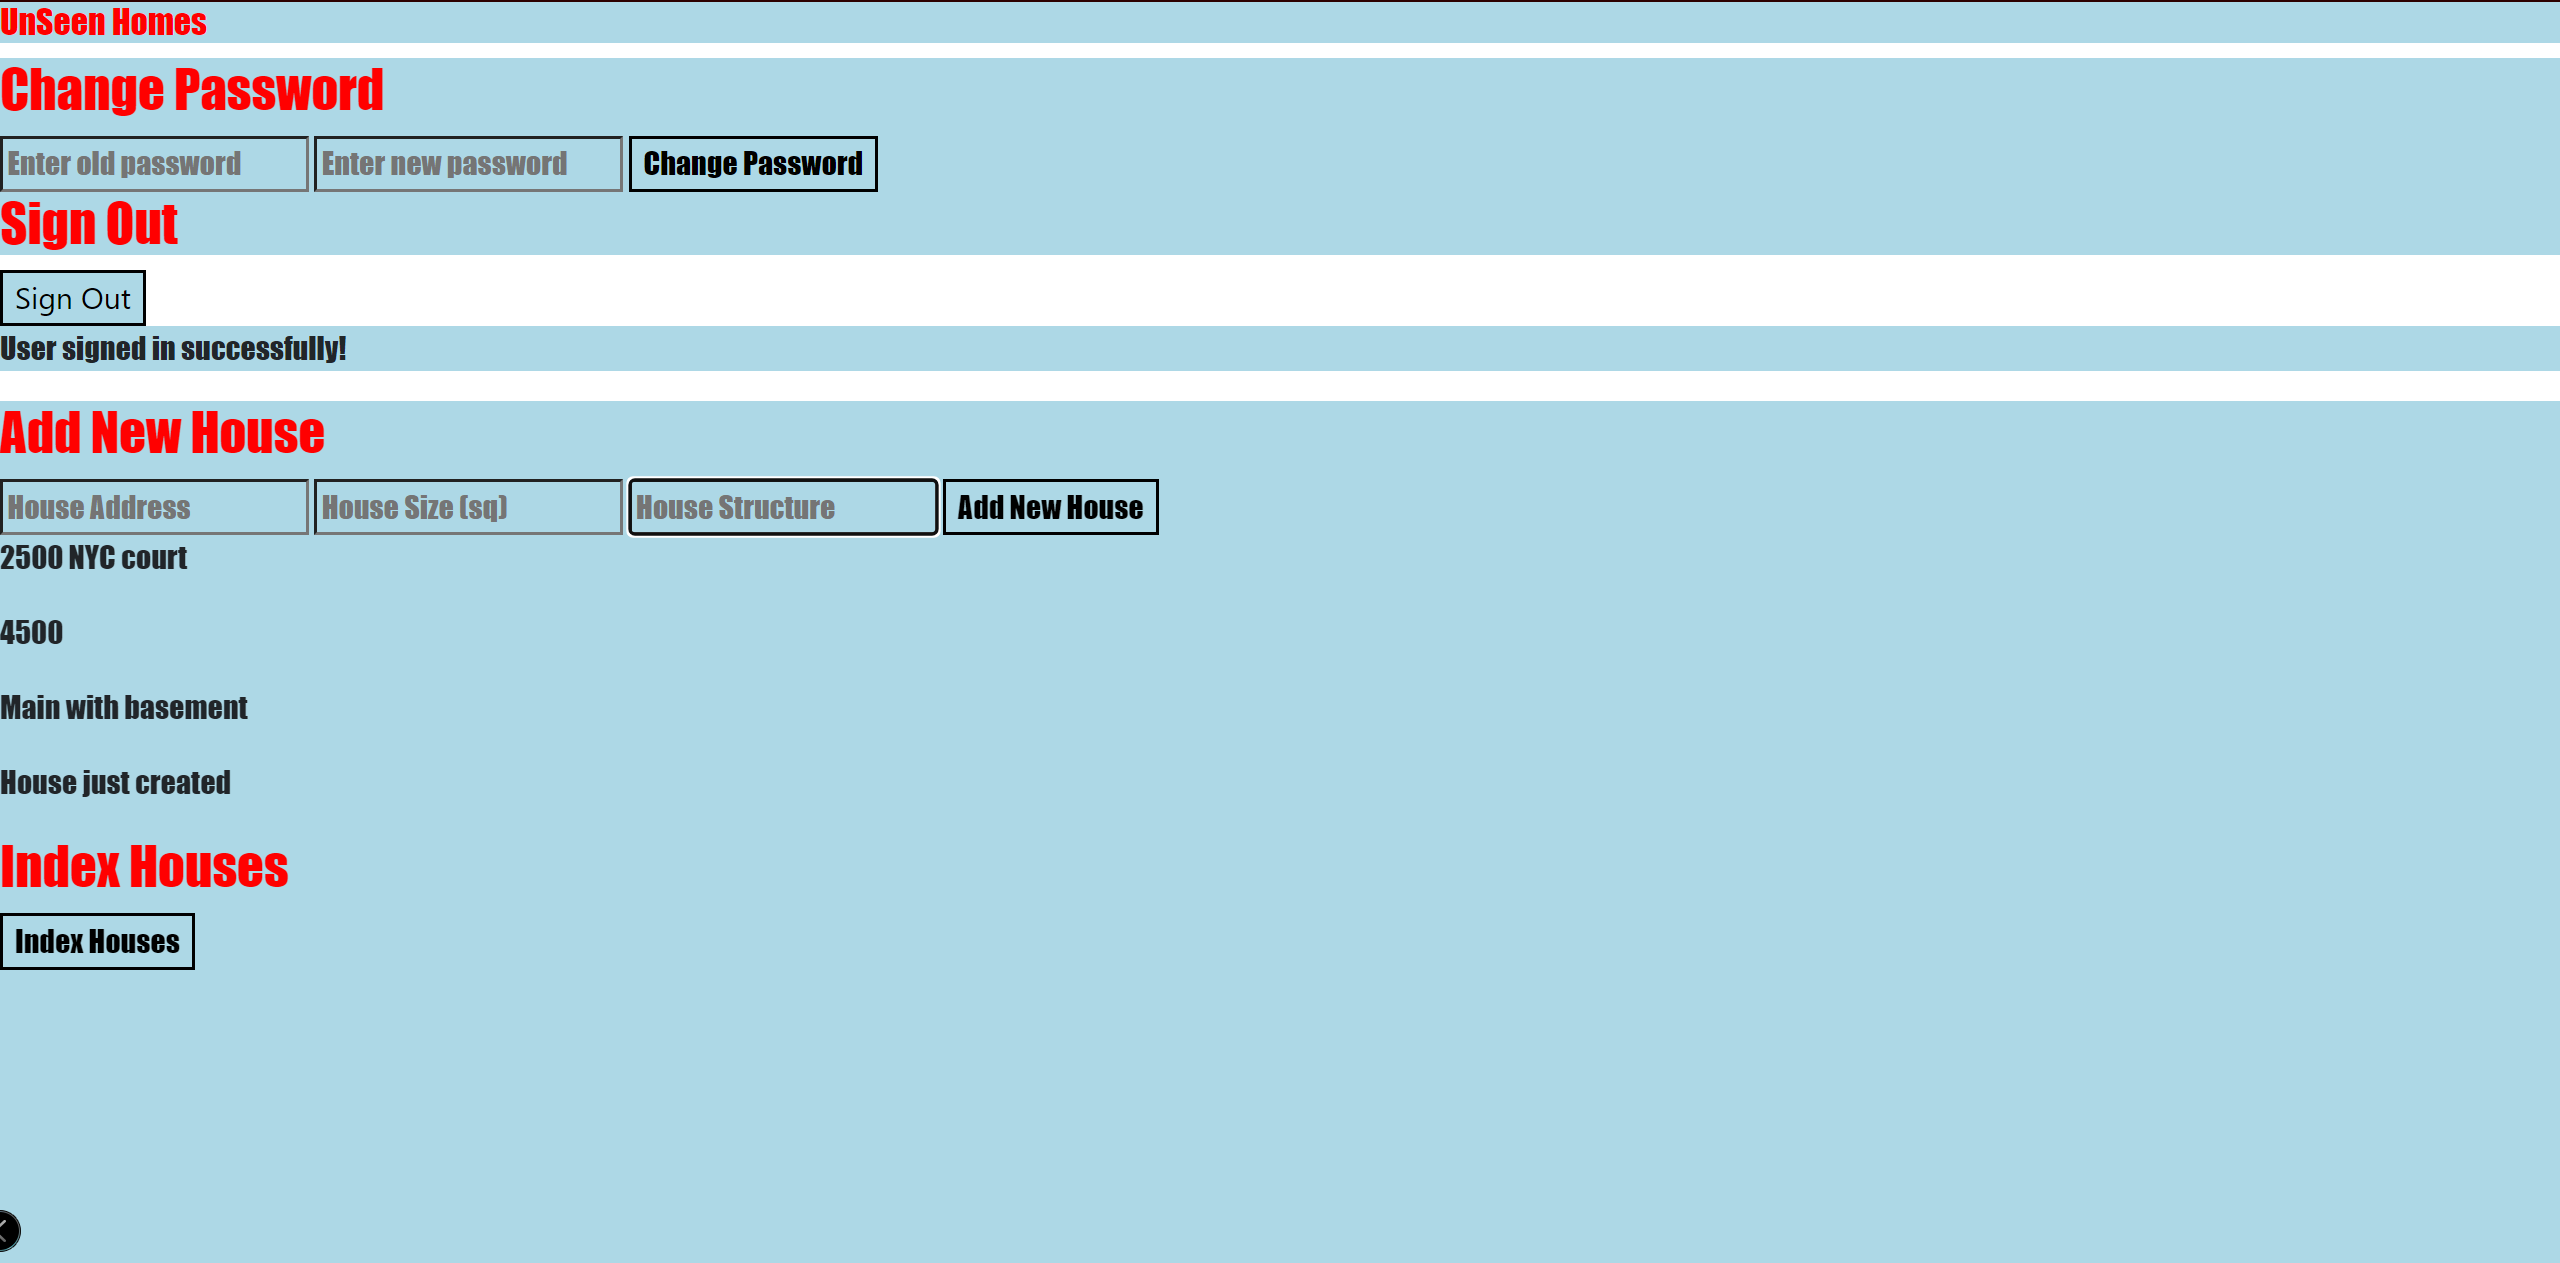 UnSeen Homes
Change Password
Enter old password Enter new password Change Password
Sign Out
Sign Out
User signed in successfully!
Add New House
House Address House Size (sq) House Structure Add New House
2500 NYC court
4500
Main with basement
House just created
Index Houses
Index Houses